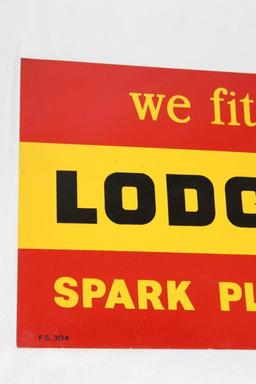 we fit
LODG
SPARK PL
F.S. 304